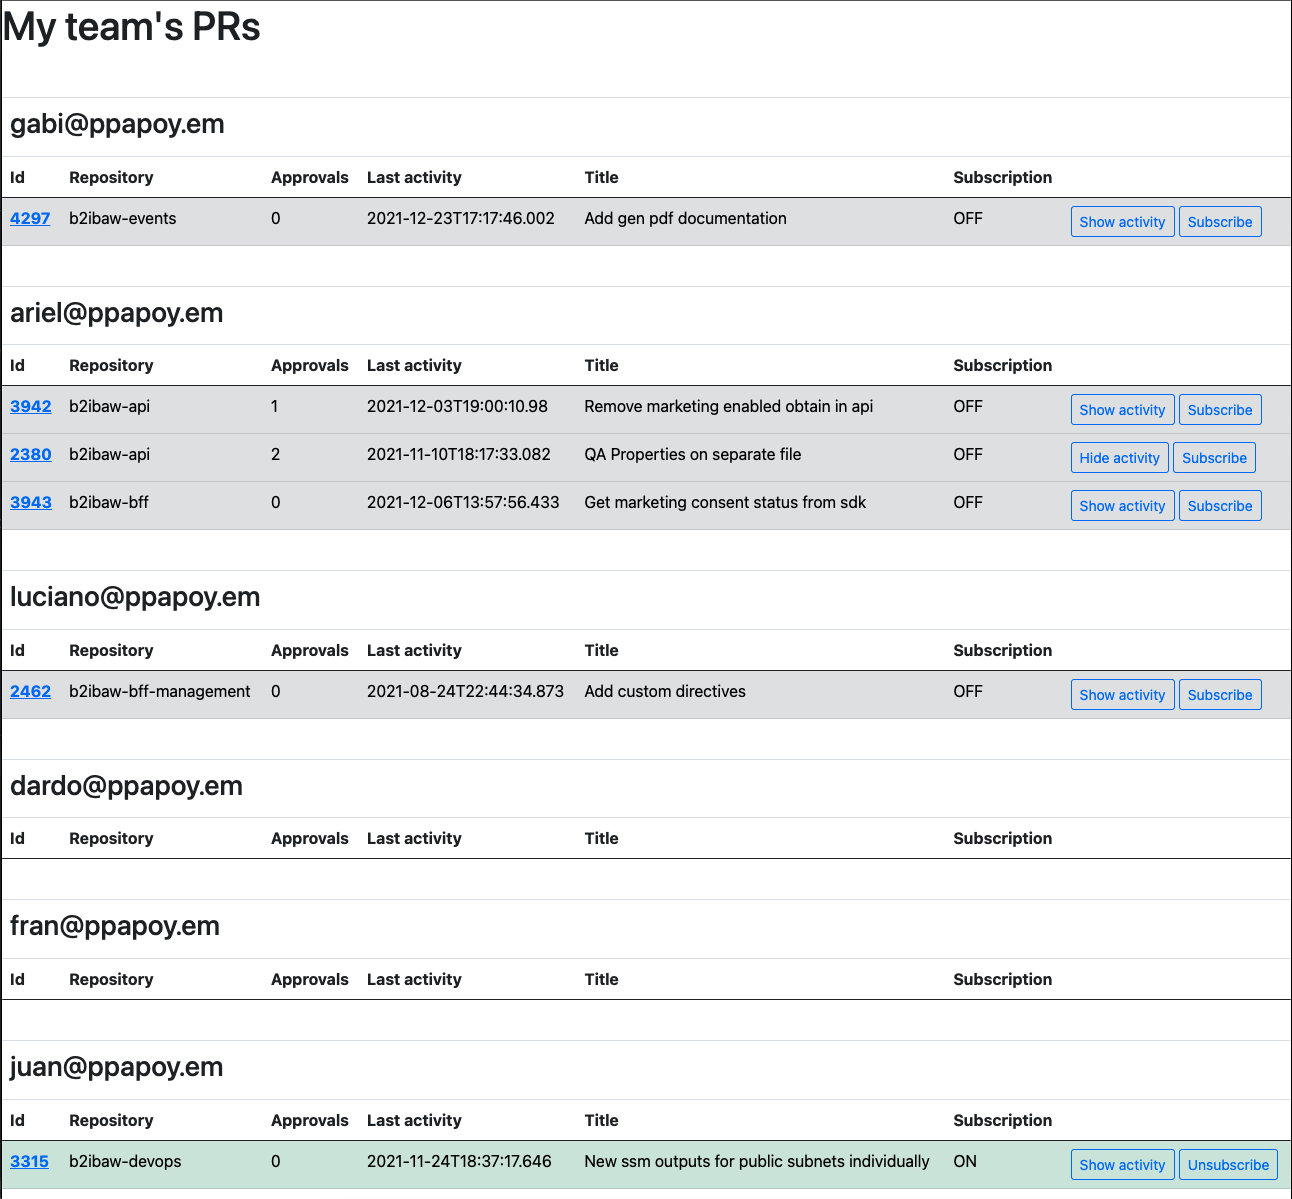 My team's PRs
gabi@ppapoy.em
Id Repository Approvals Last activity Title Subscription
4297 b2ibaw-events 0 2021-12-23T17:17:46.002 Add gen pdf documentation OFF Show activity Subscribe
ariel@ppapoy.em
Id Repository Approvals Last activity Title Subscription
3942 b2ibaw-api 1 2021-12-03T19:00:10.98 Remove marketing enabled obtain in api OFF Show activity Subscribe
2380 b2ibaw-api 2 2021-11-10T18:17:33.082 QA Properties on separate file OFF Hide activity Subscribe
3943 b2ibaw-bff 0 2021-12-06T13:57:56.433 Get marketing consent status from sdk OFF Show activity Subscribe
luciano@ppapoy.em
Id Repository Approvals Last activity Title Subscription
2462 b2ibaw-bff-management 0 2021-08-24T22:44:34.873 Add custom directives OFF Show activity Subscribe
dardo@ppapoy.em
Id Repository Approvals Last activity Title Subscription
fran@ppapoy.em
Id Repository Approvals Last activity Title Subscription
juan@ppapoy.em
Id Repository Approvals Last activity Title Subscription
3315 b2ibaw-devops 0 2021-11-24T18:37:17.646 New ssm outputs for public subnets individually ON Show activity Unsubscribe